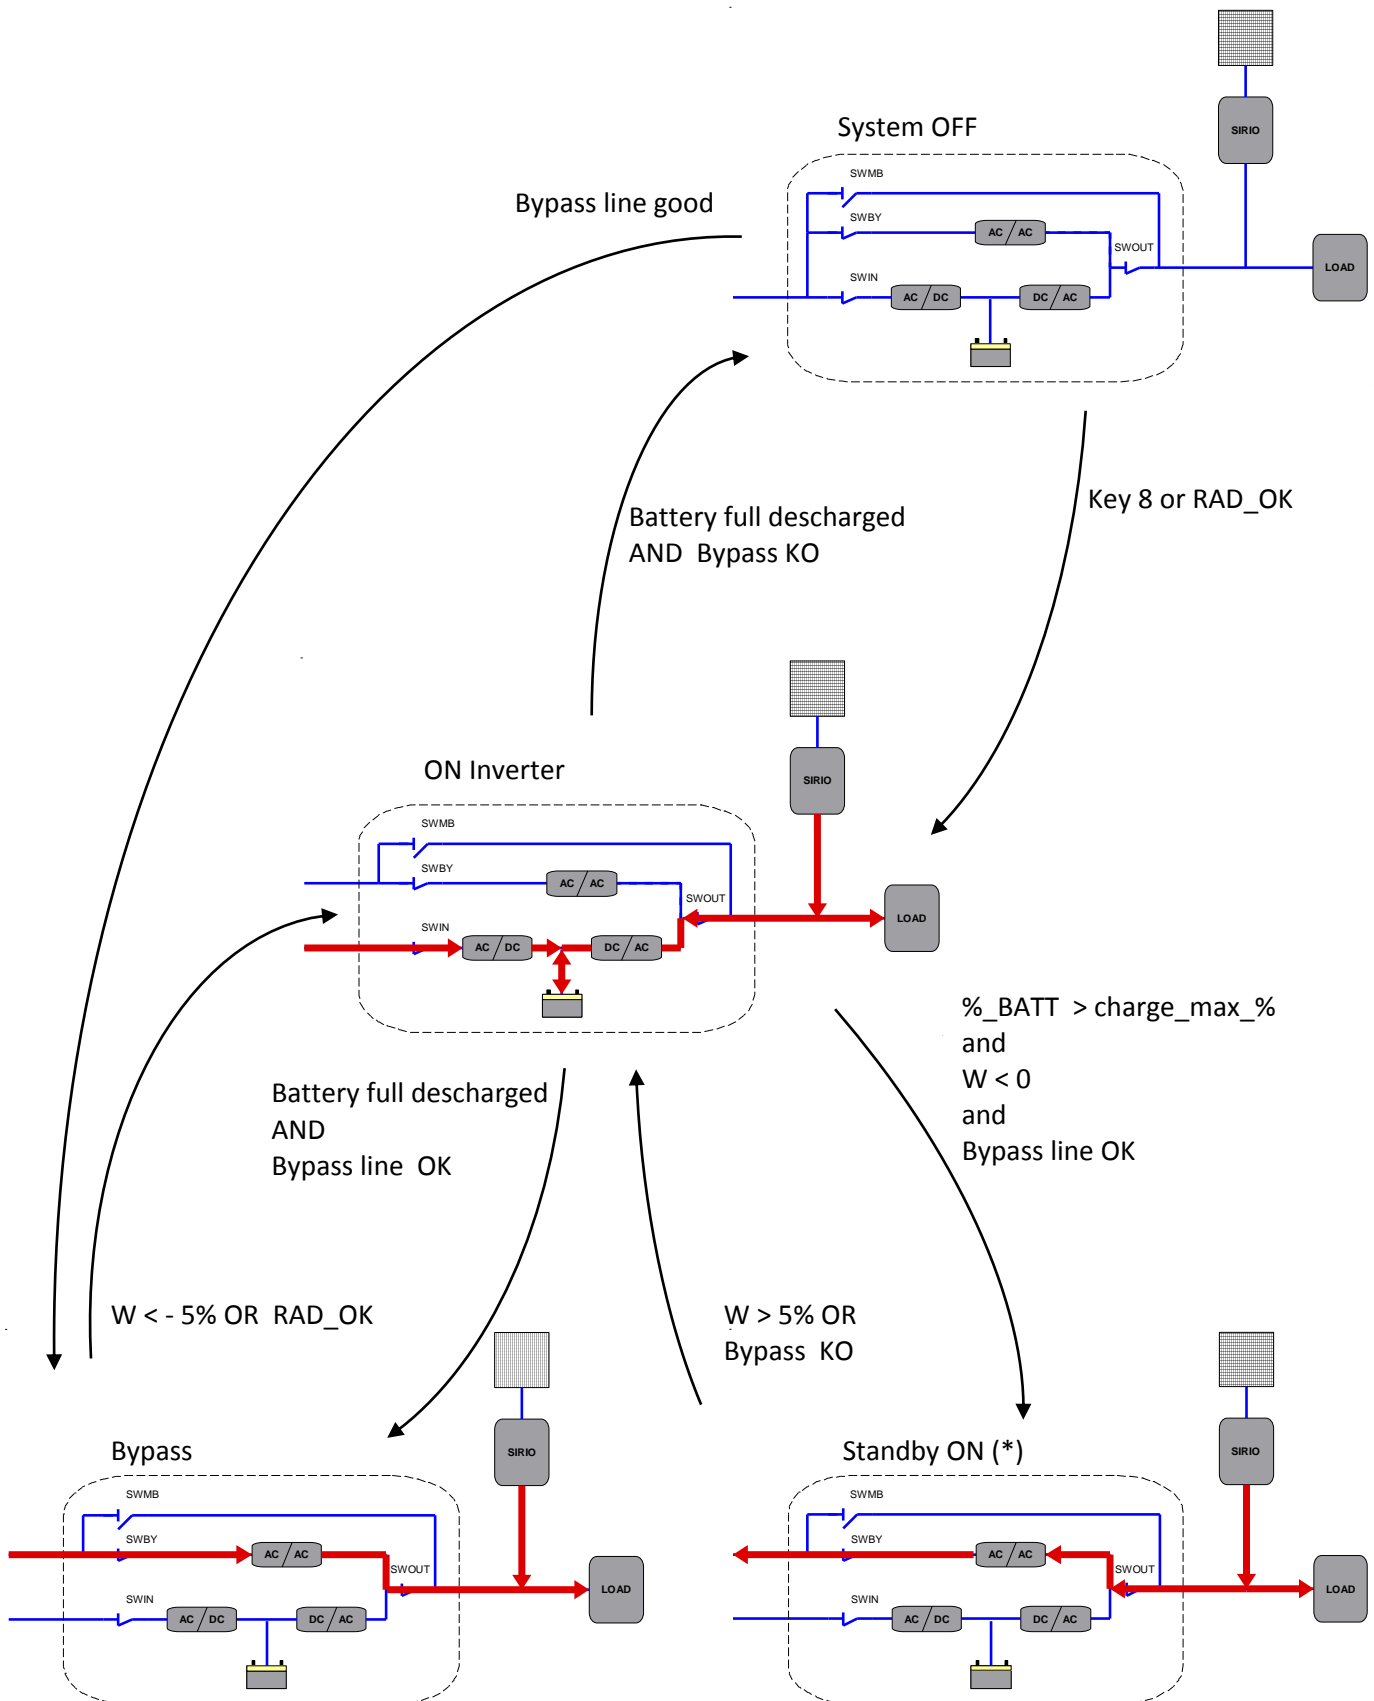 System OFF
SIRIO
Bypass line good
SWMB
SWBY
AC / AC
SWOUT
LOAD
SWIN
AC / DC
DC / AC
Key 8 or RAD_OK
Battery full descharged
AND Bypass KO
ON Inverter
SIRIO
SWMB
SWBY
AC / AC
SWOUT
LOAD
SWIN
AC / DC
DC / AC
%_BATT > charge_max_%
and
W < 0
and
Bypass line OK
Battery full descharged
AND
Bypass line OK
W < - 5% OR RAD_OK
W > 5% OR
Bypass KO
Bypass
SIRIO
SWMB
SWBY
AC / AC
SWOUT
LOAD
SWIN
AC / DC
DC / AC
Standby ON (*)
SIRIO
SWMB
SWBY
AC / AC
SWOUT
LOAD
SWIN
AC / DC
DC / AC